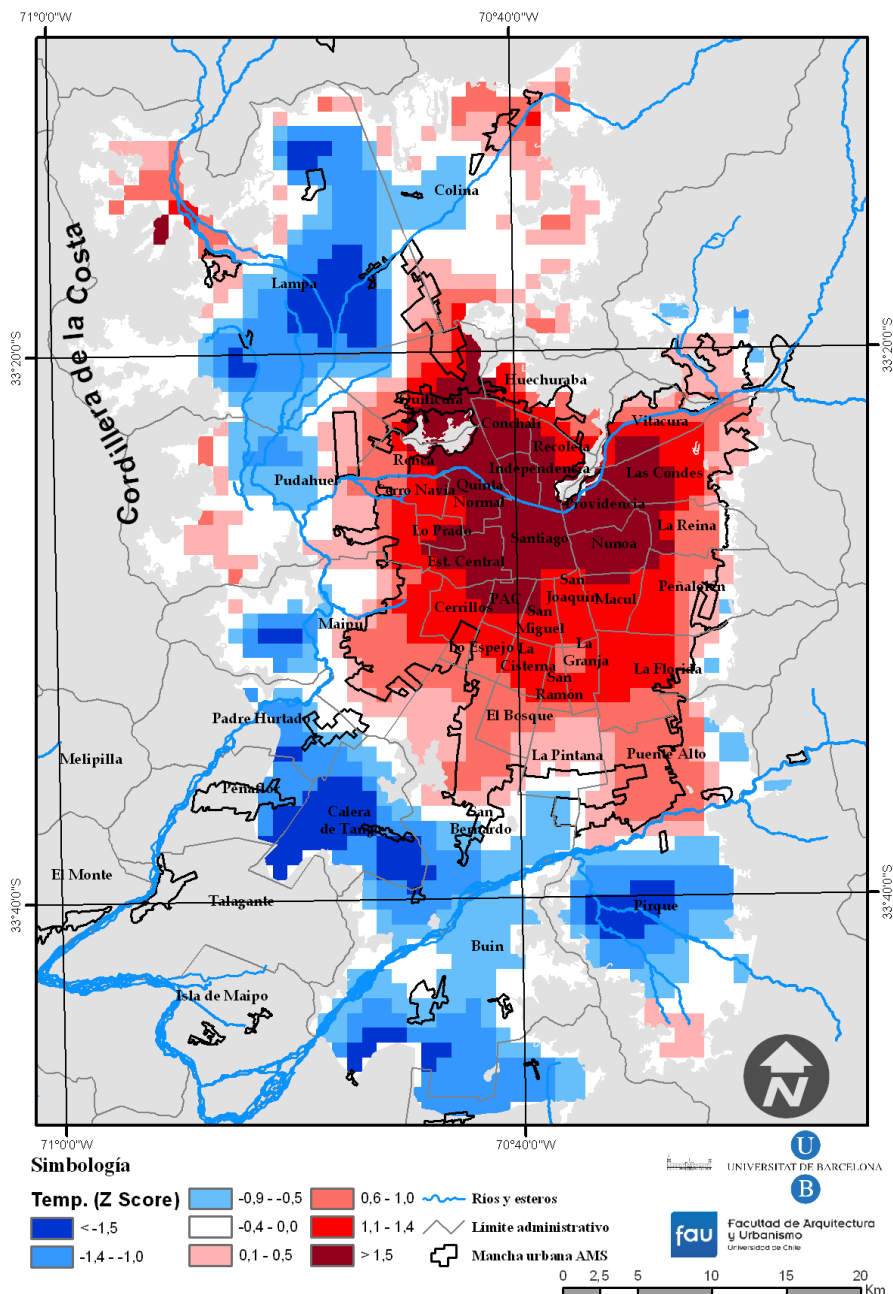 71°0'0"W
70°40'0"W
Colina
Cordillera de la Costa
Lampa
33°20'0"S
33°20'0"S
Huechuraba
Quilicura
Vitacura
Conchalí
Recoleta
Renca
Independencia
Las Condes
Pudahuel
Cerro Navia
Quinta
Normal
Providencia
Lo Prado
La Reina
Santiago
Nunoa
Est. Central
San
Joaquin
Macul
Peñalolen
PAC
Cerrillos
San
Miguel
Maipu
Lo Espejo
La
Cisterna
La
Granja
San
Ramón
La Florida
Padre Hurtado
El Bosque
Melipilla
La Pintana
Puente Alto
Peñaflor
Calera
de Tango
San
Bernardo
El Monte
Talagante
33°40'0"S
33°40'0"S
Pirque
Buin
Isla de Maipo
N
71°0'0"W
70°40'0"W
Simbología
Temp. (Z Score)
< -1,5
-1,4 - -1,0
-0,9 - -0,5
-0,4 - 0,0
0,1 - 0,5
0,6 - 1,0
1,1 - 1,4
> 1,5
Ríos y esteros
Límite administrativo
Mancha urbana AMS
U
UNIVERSITAT DE BARCELONA
B
fau
Facultad de Arquitectura
y Urbanismo
Universidad de Chile
0 2,5 5 10 15 20
Km